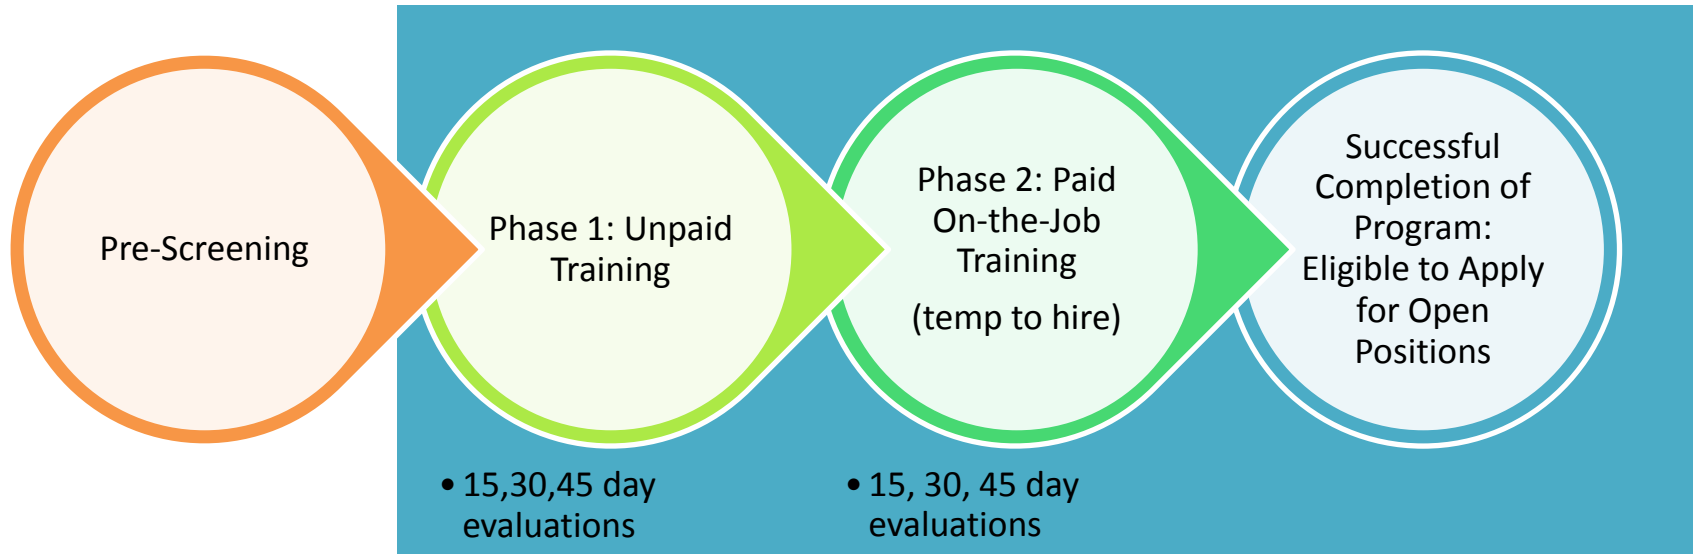 Pre-Screening
Phase 1: Unpaid
Training
• 15,30,45 day
evaluations
Phase 2: Paid
On-the-Job
Training
(temp to hire)
• 15, 30, 45 day
evaluations
Successful
Completion of
Program:
Eligible to Apply
for Open
Positions